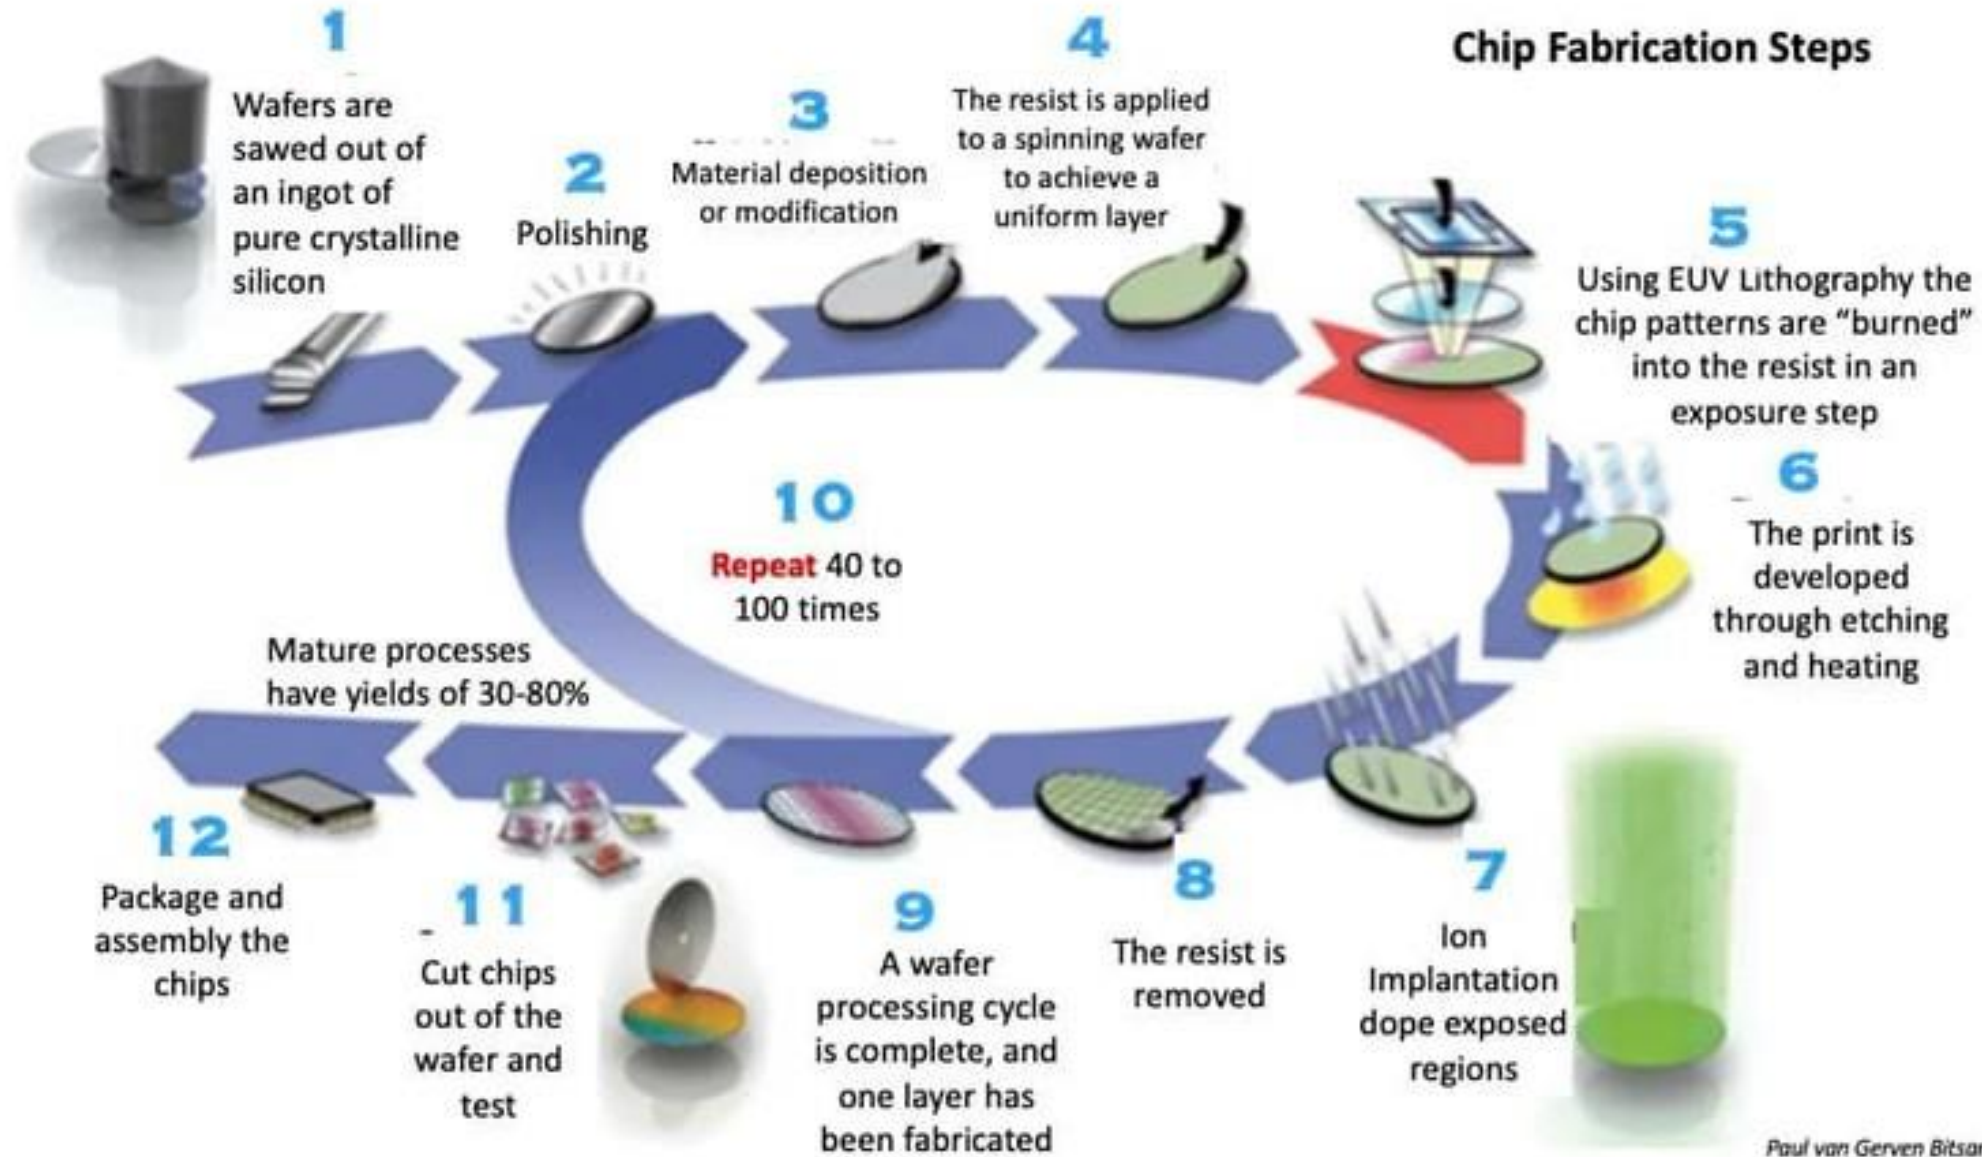 Chip Fabrication Steps
1
Wafers are
sawed out of
an ingot of
pure crystalline
silicon
2
Polishing
3
Material deposition
or modification
4
The resist is applied
to a spinning wafer
to achieve a
uniform layer
5
Using EUV Lithography the
chip patterns are “burned”
into the resist in an
exposure step
6
The print is
developed
through etching
and heating
7
Ion
Implantation
dope exposed
regions
8
The resist is
removed
9
A wafer
processing cycle
is complete, and
one layer has
been fabricated
10
Repeat 40 to
100 times
Mature processes
have yields of 30-80%
11
Cut chips
out of the
wafer and
test
12
Package and
assembly the
chips
Paul van Gerven